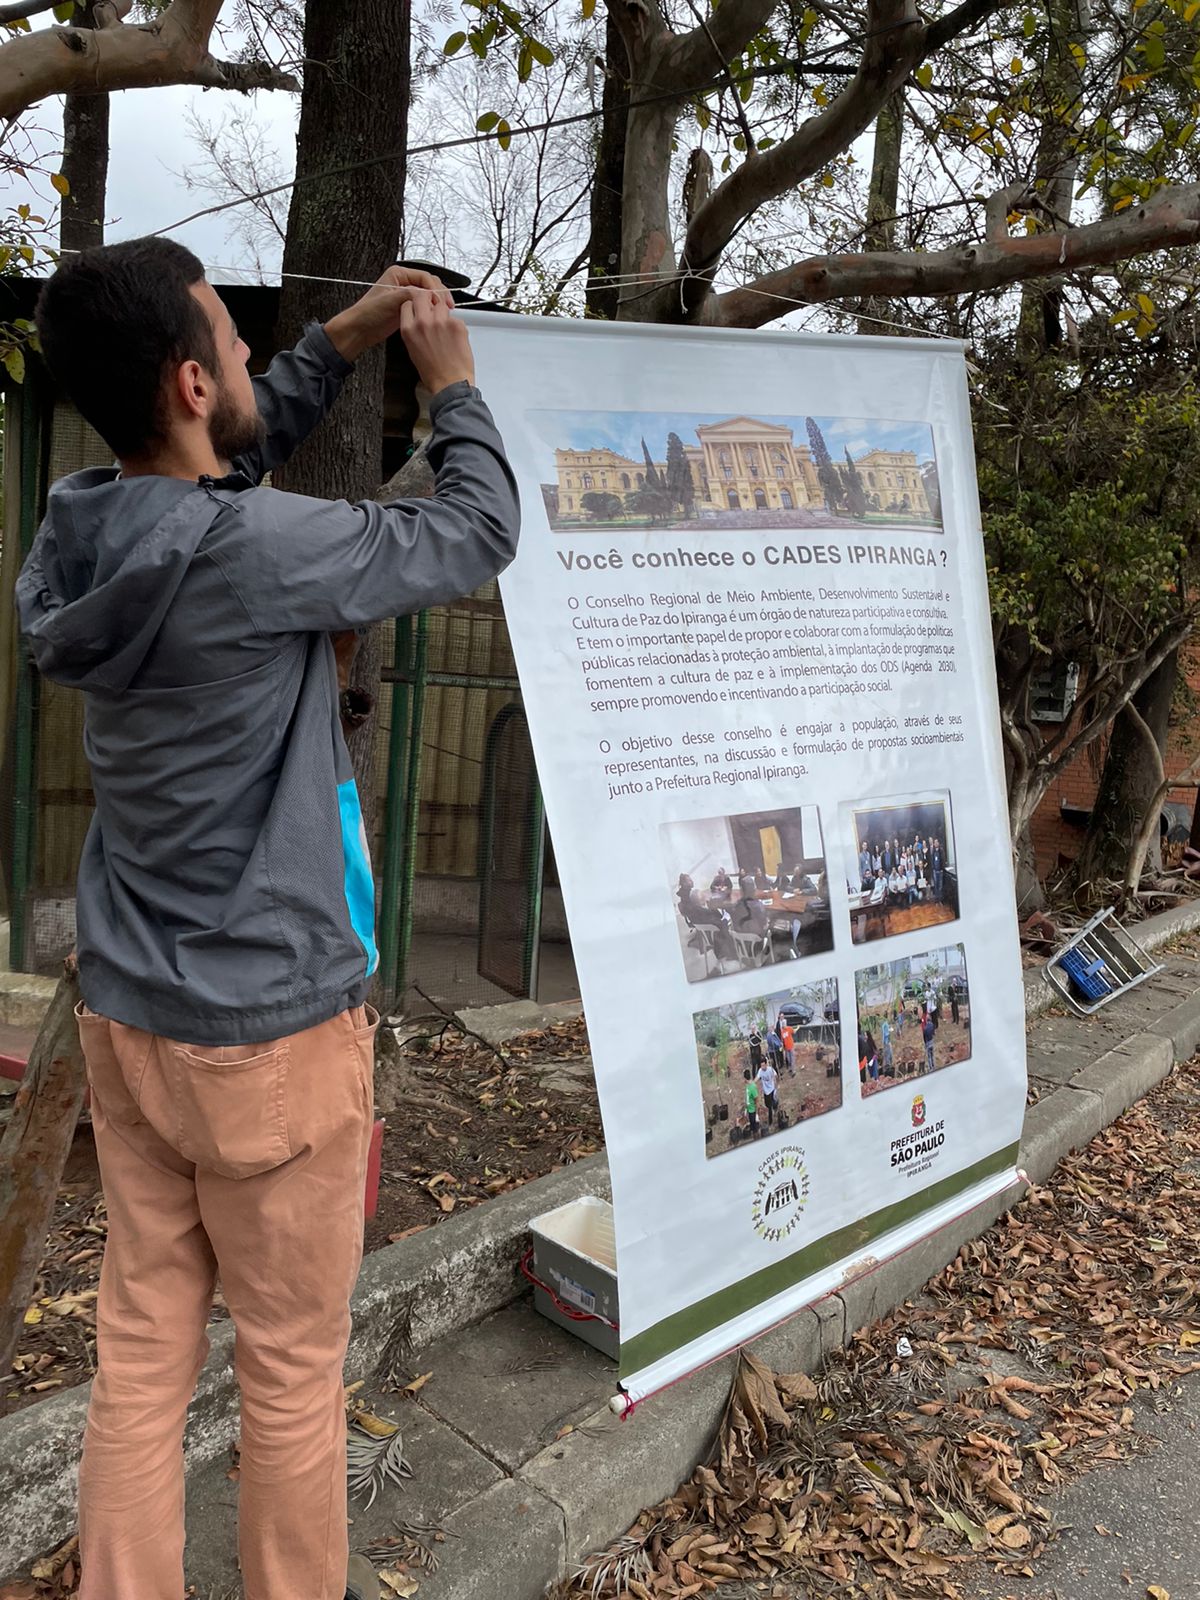 Você conhece o CADES IPIRANGA ?
O Conselho Regional de Meio Ambiente, Desenvolvimento Sustentável e
Cultura de Paz do Ipiranga é um órgão de natureza participativa e consultiva.
E tem o importante papel de propor e colaborar com a formulação de políticas
públicas relacionadas à proteção ambiental, à implantação de programas que
fomentem a cultura de paz e à implementação dos ODS (Agenda 2030),
sempre promovendo e incentivando a participação social.
O objetivo desse conselho é engajar a população, através de seus
representantes, na discussão e formulação de propostas socioambientais
junto a Prefeitura Regional Ipiranga.
CADES IPIRANGA
PREFEITURA DE
SÃO PAULO
Prefeitura Regional
IPIRANGA